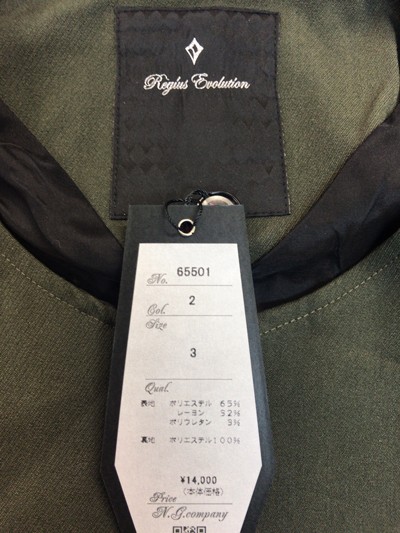 Regius Evolution
No. 65501
Col. 2
Size
3
Qual.
表地 ポリエステル 65%
レーヨン 32%
ポリウレタン 3%
裏地 ポリエステル100%
¥14,000
(本体価格)
Price
N.G.company